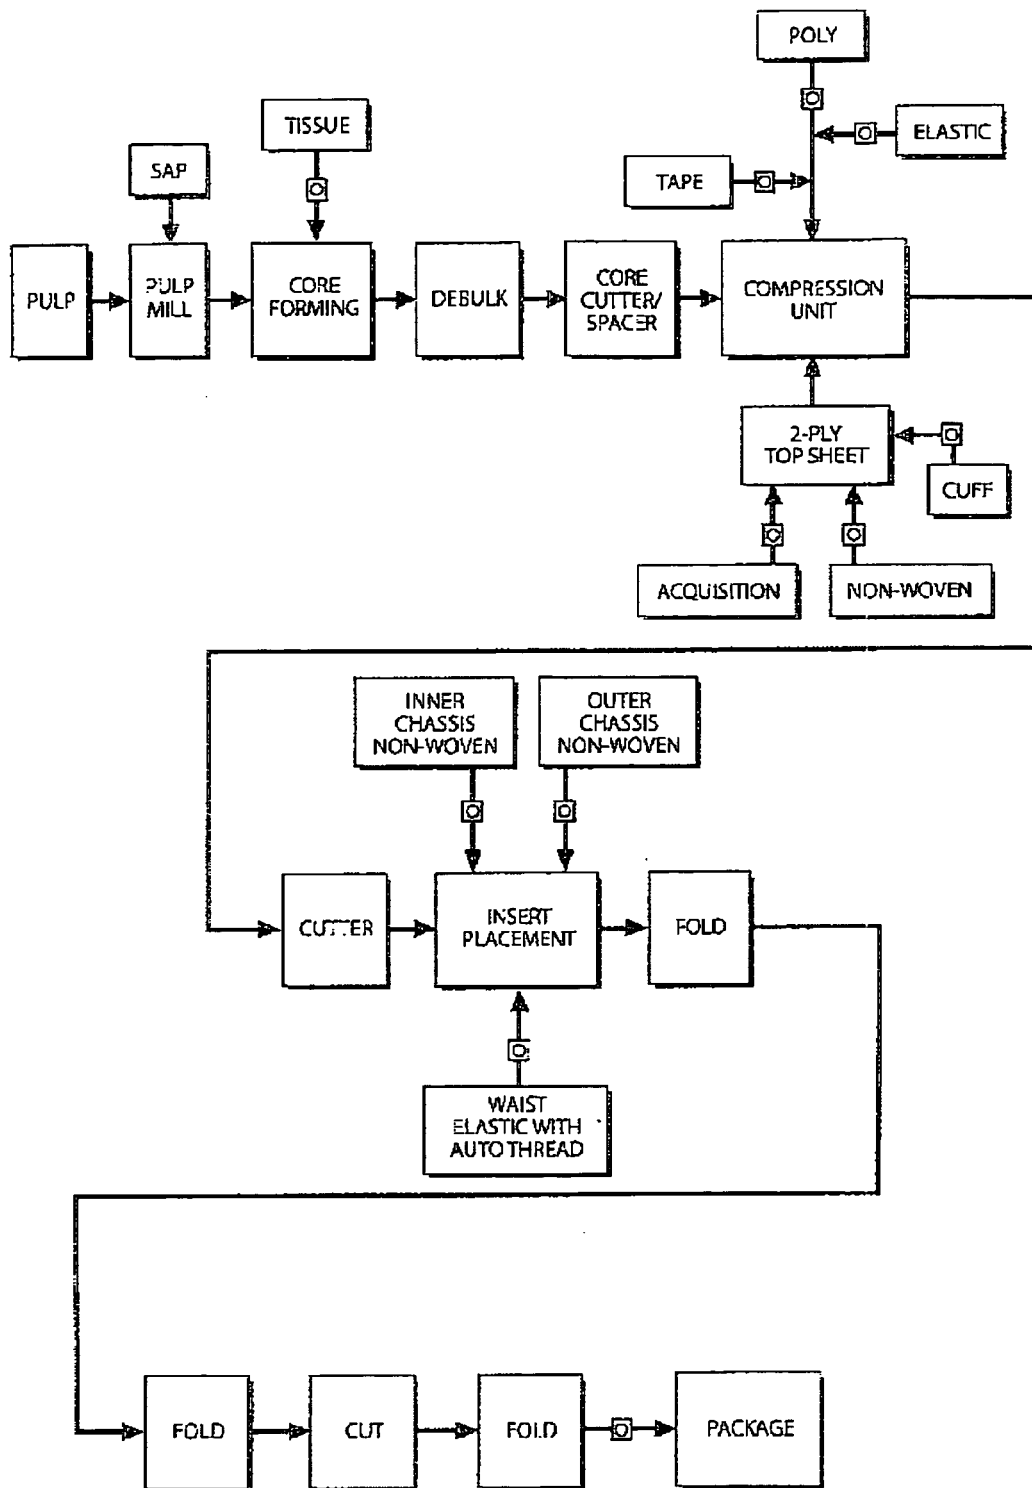 POLY
TISSUE
ELASTIC
SAP
TAPE
PULP
PULP
MILL
CORE
FORMING
DEBULK
CORE
CUTTER/
SPACER
COMPRESSION
UNIT
2-PLY
TOP SHEET
CUFF
ACQUISITION
NON-WOVEN
INNER
CHASSIS
NON-WOVEN
OUTER
CHASSIS
NON-WOVEN
CUTTER
INSERT
PLACEMENT
FOLD
WAIST
ELASTIC WITH
AUTO THREAD
FOLD
CUT
FOLD
PACKAGE